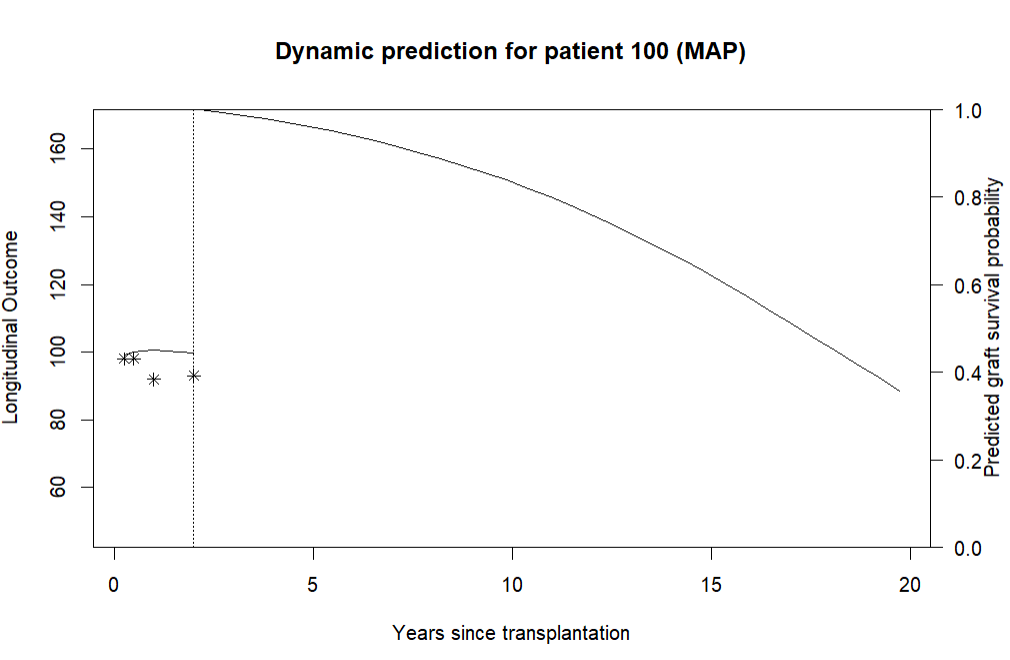 Dynamic prediction for patient 100 (MAP)
Longitudinal Outcome
60
80
100
120
140
160
0.0
0.2
0.4
0.6
0.8
1.0
Predicted graft survival probability
0 5 10 15 20
Years since transplantation